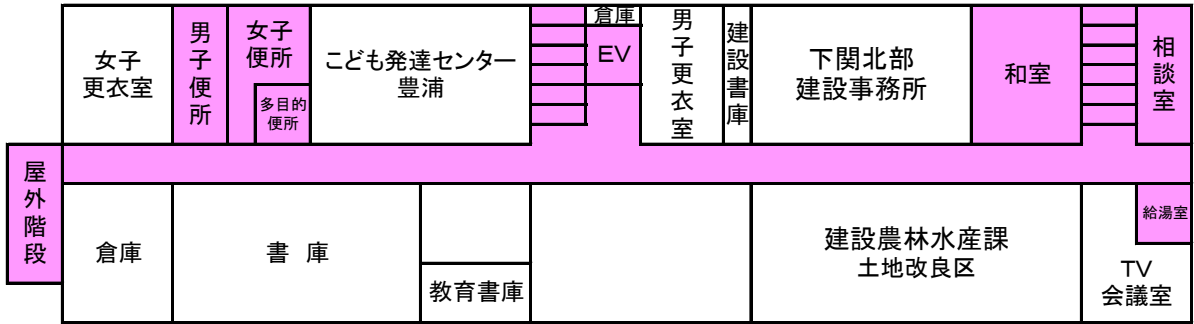 女子
更衣室
男子便所
女子
便所
多目的
便所
こども発達センター
豊浦
倉庫
EV
男子更衣室
建設書庫
下関北部
建設事務所
和室
相談室
屋外階段
倉庫
書 庫
教育書庫
建設農林水産課
土地改良区
給湯室
TV
会議室